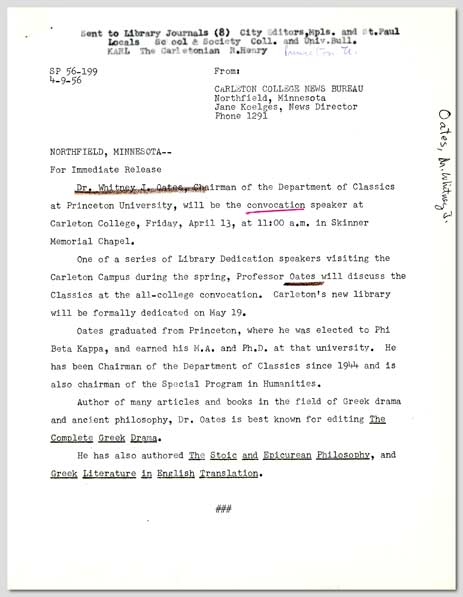 Sent to Library Journals (8) City Editors,Mpls. and St.Paul
Locals School & Society Coll. and Univ.Bull.
KARL The Carletonian R.Henry Princeton U.
SP 56-199
4-9-56
From:
CARLETON COLLEGE NEWS BUREAU
Northfield, Minnesota
Jane Koelges, News Director
Phone 1291
Oates, Dr. Whitney J.
NORTHFIELD, MINNESOTA--
For Immediate Release
Dr. Whitney J. Oates, Chairman of the Department of Classics
at Princeton University, will be the convocation speaker at
Carleton College, Friday, April 13, at 11:00 a.m. in Skinner
Memorial Chapel.
One of a series of Library Dedication speakers visiting the
Carleton Campus during the spring, Professor Oates will discuss the
Classics at the all-college convocation. Carleton's new library
will be formally dedicated on May 19.
Oates graduated from Princeton, where he was elected to Phi
Beta Kappa, and earned his M.A. and Ph.D. at that university. He
has been Chairman of the Department of Classics since 1944 and is
also chairman of the Special Program in Humanities.
Author of many articles and books in the field of Greek drama
and ancient philosophy, Dr. Oates is best known for editing The
Complete Greek Drama.
He has also authored The Stoic and Epicurean Philosophy, and
Greek Literature in English Translation.
###